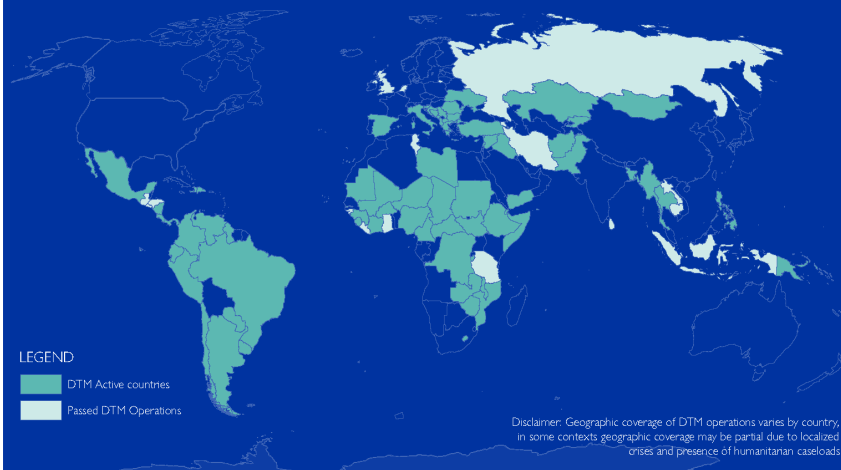 LEGEND
DTM Active countries
Passed DTM Operations
Disclaimer: Geographic coverage of DTM operations varies by country,
in some contexts geographic coverage may be partial due to localized
crises and presence of humanitarian caseloads